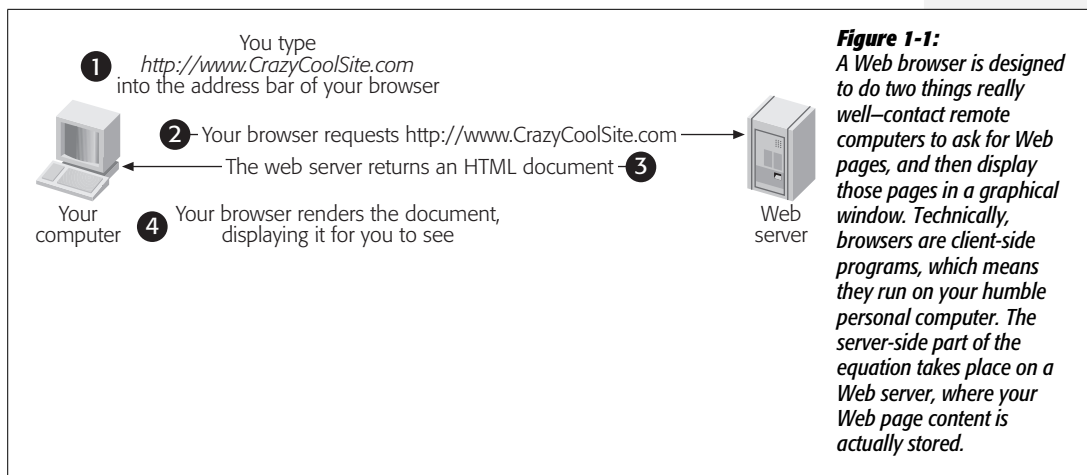 You type
1 http://www.CrazyCoolSite.com
into the address bar of your browser
2 Your browser requests http://www.CrazyCoolSite.com
The web server returns an HTML document 3
Your
computer
4 Your browser renders the document,
displaying it for you to see
Web
server
Figure 1-1:
A Web browser is designed
to do two things really
well—contact remote
computers to ask for Web
pages, and then display
those pages in a graphical
window. Technically,
browsers are client-side
programs, which means
they run on your humble
personal computer. The
server-side part of the
equation takes place on a
Web server, where your
Web page content is
actually stored.